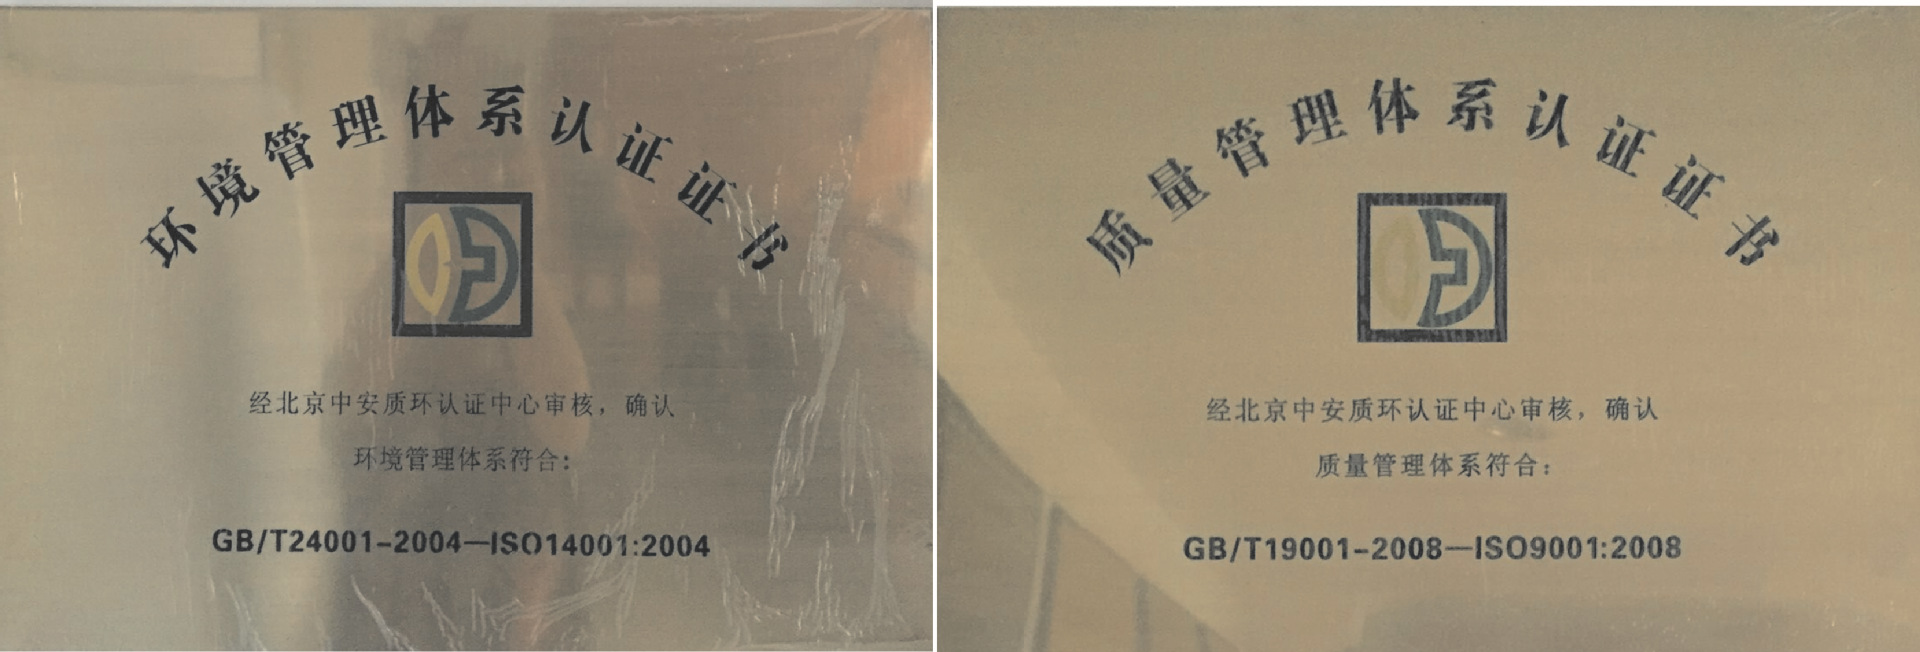 环境管理体系认证证书
经北京中安质环认证中心审核，确认
环境管理体系符合：
GB/T24001-2004—ISO14001:2004
质量管理体系认证证书
经北京中安质环认证中心审核，确认
质量管理体系符合：
GB/T19001-2008—ISO9001:2008